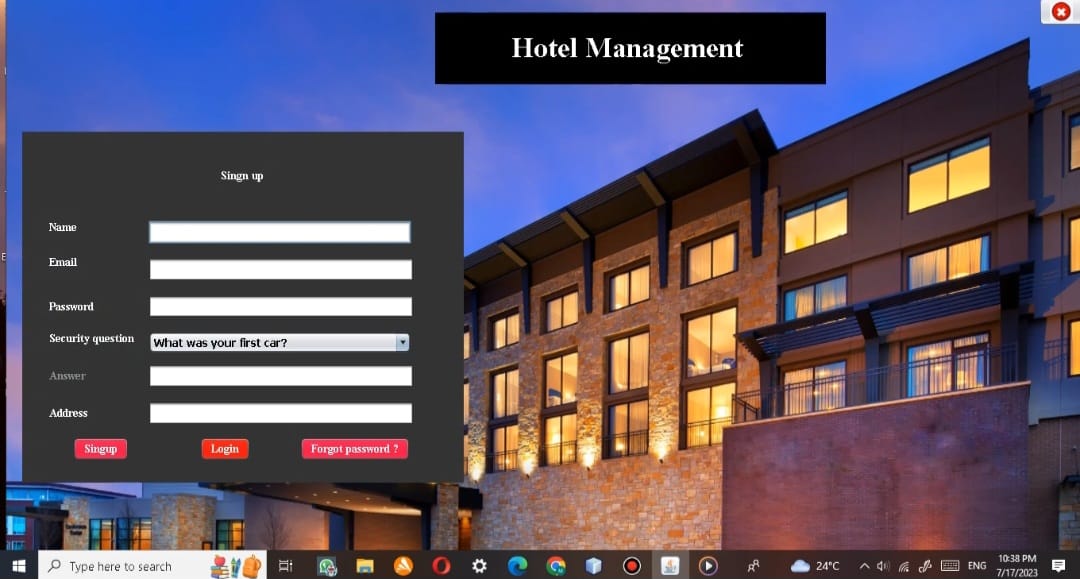 Hotel Management
Singn up
Name
Email
Password
Security question
What was your first car?
Answer
Address
Singup
Login
Forgot password ?
Type here to search
24°C
ENG
10:38 PM
7/17/2023